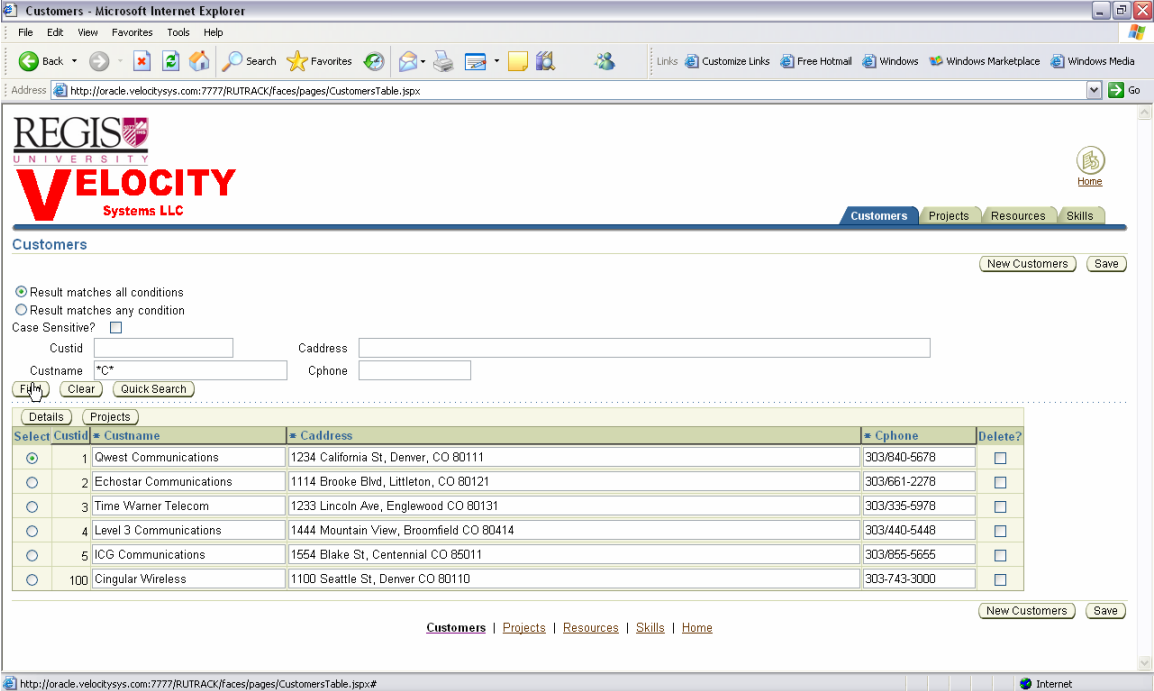 Customers - Microsoft Internet Explorer
File Edit View Favorites Tools Help
Back Search Favorites Links Customize Links Free Hotmail Windows Windows Marketplace Windows Media
Address http://oracle.velocitysys.com:7777/RUTRACK/faces/pages/CustomersTable.jspx Go
REGIS
UNIVERSITY
VELOCITY
Systems LLC
Home
Customers Projects Resources Skills
Customers
New Customers Save
Result matches all conditions
Result matches any condition
Case Sensitive?
Custid Caddress
Custname *C* Cphone
Clear Quick Search
Details Projects
Select Custid * Custname * Caddress * Cphone Delete?
1 Qwest Communications 1234 California St, Denver, CO 80111 303/840-5678
2 Echostar Communications 1114 Brooke Blvd, Littleton, CO 80121 303/661-2278
3 Time Warner Telecom 1233 Lincoln Ave, Englewood CO 80131 303/335-5978
4 Level 3 Communications 1444 Mountain View, Broomfield CO 80414 303/440-5448
5 ICG Communications 1554 Blake St, Centennial CO 85011 303/855-5655
100 Cingular Wireless 1100 Seattle St, Denver CO 80110 303-743-3000
New Customers Save
Customers | Projects | Resources | Skills | Home
http://oracle.velocitysys.com:7777/RUTRACK/faces/pages/CustomersTable.jspx# Internet